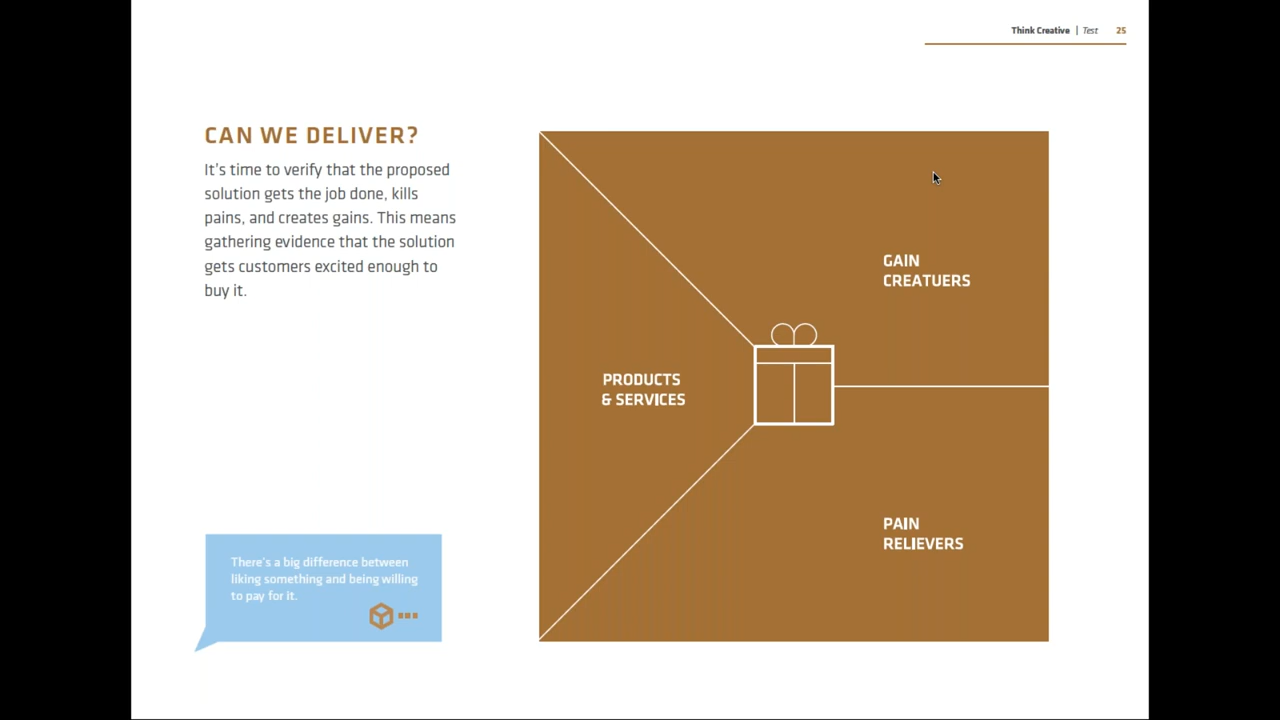 Think Creative | Test 25
CAN WE DELIVER?
It's time to verify that the proposed
solution gets the job done, kills
pains, and creates gains. This means
gathering evidence that the solution
gets customers excited enough to
buy it.
GAIN
CREATUERS
PRODUCTS
& SERVICES
PAIN
RELIEVERS
There's a big difference between
liking something and being willing
to pay for it.